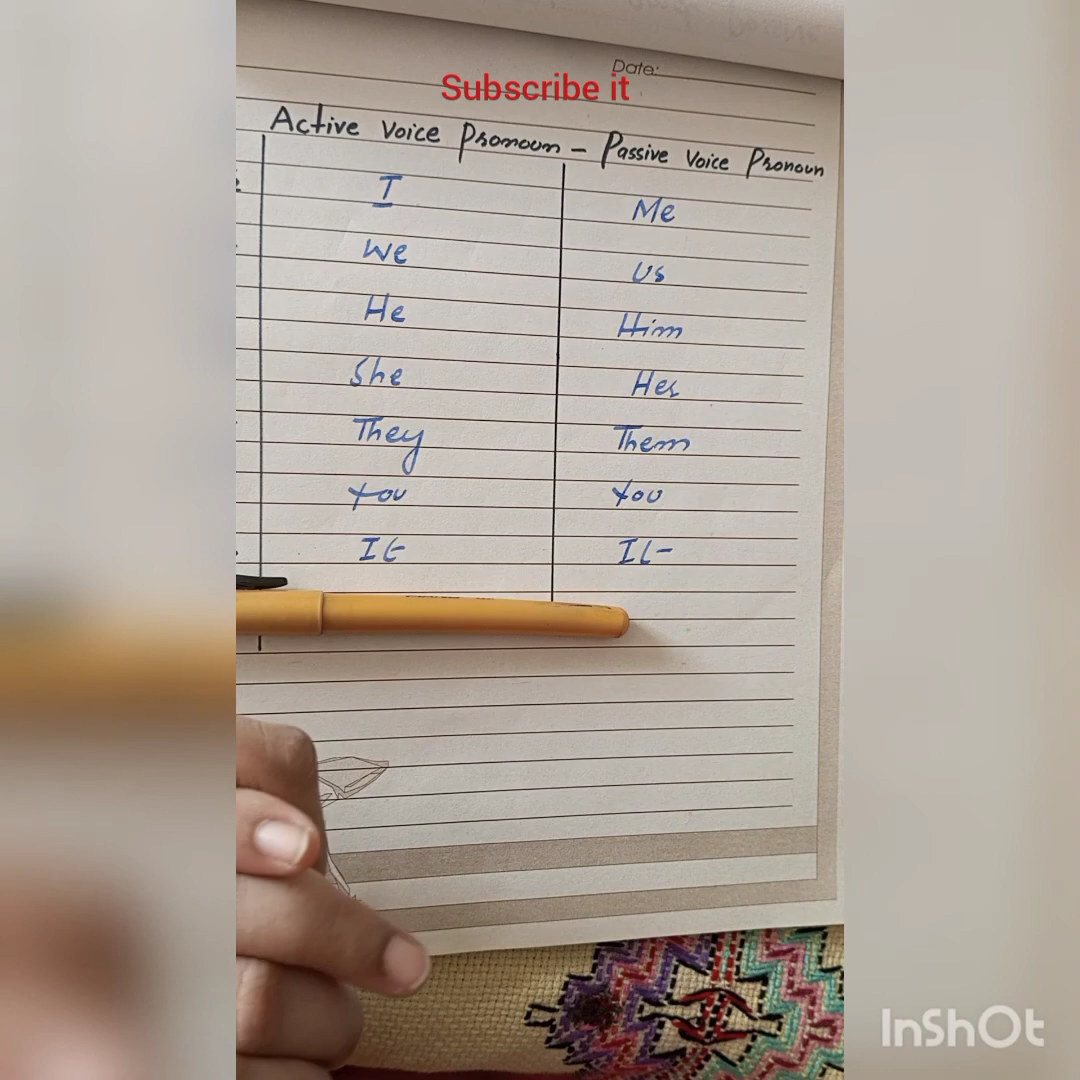 Date:
Subscribe it
Active Voice Pronoun - Passive Voice Pronoun
I Me
We Us
He Him
She Her
They Them
You You
It It
InShOt